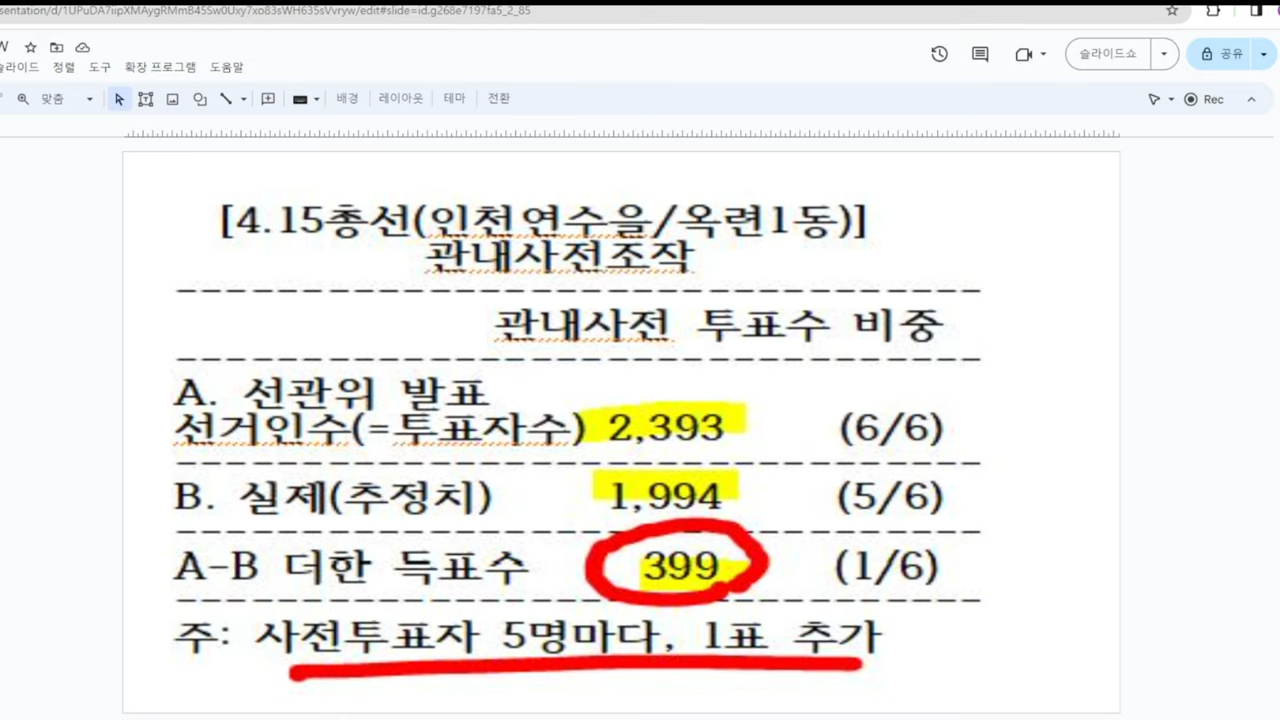 sentation/d/1UPuDA7iipXMAygRMmB45Sw0Uxy7xo83sWH635sVvryw/edit#slide=id.g268e7197fa5_2_85
슬라이드 정렬 도구 확장 프로그램 도움말
슬라이드쇼
공유
맞춤
배경 레이아웃 테마 전환
Rec
[4.15총선(인천연수을/옥련1동)]
관내사전조작
관내사전 투표수 비중
A. 선관위 발표
선거인수(=투표자수) 2,393 (6/6)
B. 실제(추정치) 1,994 (5/6)
A-B 더한 득표수 399 (1/6)
주: 사전투표자 5명마다, 1표 추가